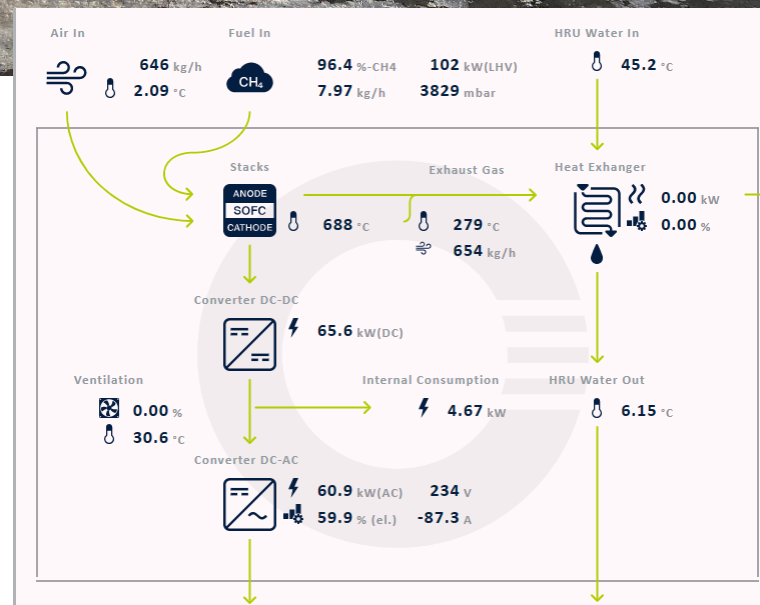 Air In Fuel In HRU Water In
646 kg/h 96.4 %-CH4 102 kW(LHV) 45.2 °C
2.09 °C CH4 7.97 kg/h 3829 mbar
Stacks Exhaust Gas Heat Exhanger
ANODE
SOFC
CATHODE
688 °C 279 °C 0.00 kW
654 kg/h 0.00 %
Converter DC-DC
65.6 kW(DC)
Ventilation Internal Consumption HRU Water Out
0.00 % 4.67 kW 6.15 °C
30.6 °C
Converter DC-AC
60.9 kW(AC) 234 V
59.9 % (el.) -87.3 A